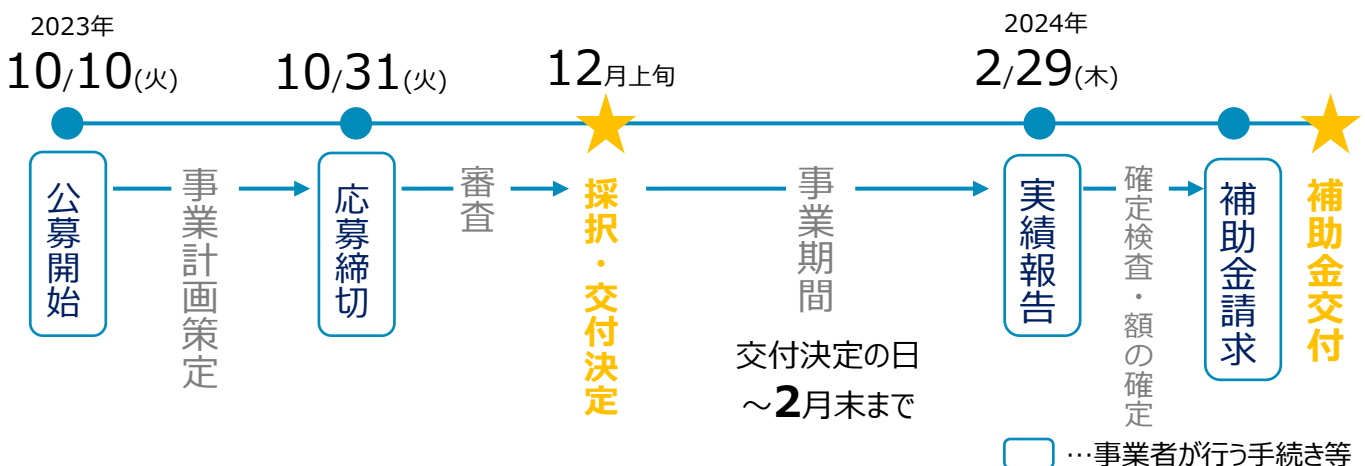 2023年
10/10(火)
10/31(火)
12月上旬
2024年
2/29(木)
公募開始
事業計画策定
応募締切
審査
採択・交付決定
事業期間
交付決定の日
～2月末まで
実績報告
確定検査・額の確定
補助金請求
補助金交付
…事業者が行う手続き等